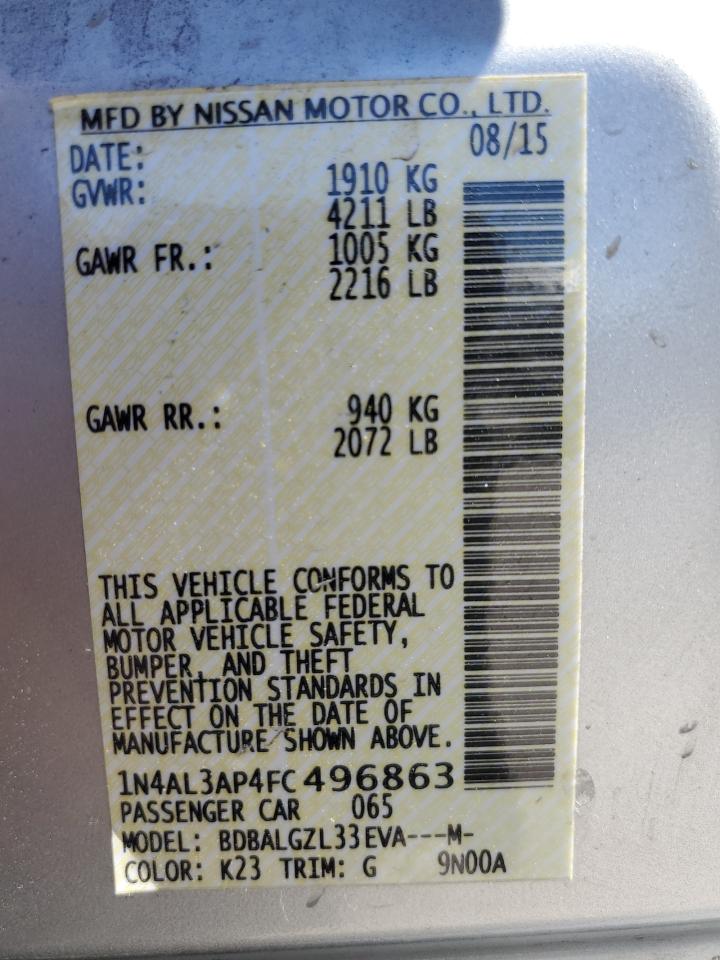 MFD BY NISSAN MOTOR CO., LTD.
DATE: 08/15
GVWR: 1910 KG
4211 LB
GAWR FR.: 1005 KG
2216 LB
GAWR RR.: 940 KG
2072 LB
THIS VEHICLE CONFORMS TO
ALL APPLICABLE FEDERAL
MOTOR VEHICLE SAFETY,
BUMPER, AND THEFT
PREVENTION STANDARDS IN
EFFECT ON THE DATE OF
MANUFACTURE SHOWN ABOVE.
1N4AL3AP4FC496863
PASSENGER CAR 065
MODEL: BDBALGZL33EVA---M-
COLOR: K23 TRIM: G 9N00A